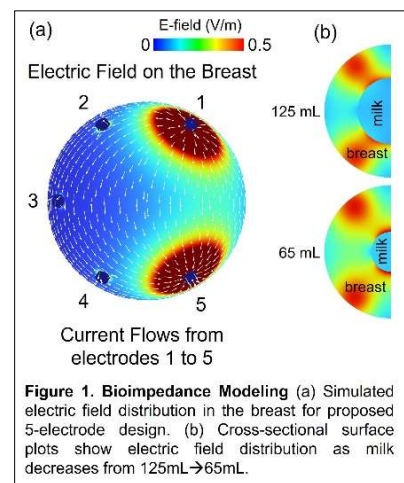 (a)
E-field (V/m)
0
0.5
Electric Field on the Breast
2
1
3
4
5
Current Flows from
electrodes 1 to 5
(b)
125 mL
milk
breast
65 mL
milk
breast
Figure 1. Bioimpedance Modeling (a) Simulated
electric field distribution in the breast for proposed
5-electrode design. (b) Cross-sectional surface
plots show electric field distribution as milk
decreases from 125mL→65mL.